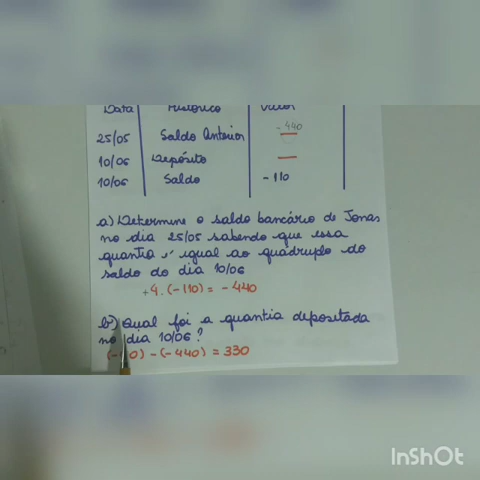 Data Histórico Valor
25/05 Saldo Anterior -440
10/06 Depósito
10/06 Saldo -110
a) Determine o saldo bancário de Jonas
no dia 25/05 sabendo que essa
quantia é igual ao quádruplo do
saldo do dia 10/06
+4.(-110) = -440
b) Qual foi a quantia depositada
no dia 10/06?
(-110) - (-440) = 330
InShOt